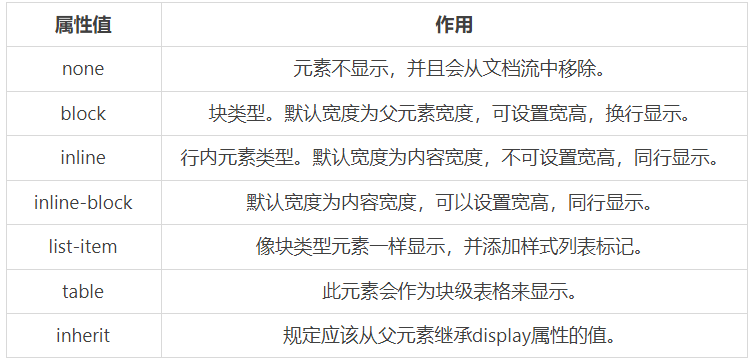 属性值 作用
none 元素不显示，并且会从文档流中移除。
block 块类型。默认宽度为父元素宽度，可设置宽高，换行显示。
inline 行内元素类型。默认宽度为内容宽度，不可设置宽高，同行显示。
inline-block 默认宽度为内容宽度，可以设置宽高，同行显示。
list-item 像块类型元素一样显示，并添加样式列表标记。
table 此元素会作为块级表格来显示。
inherit 规定应该从父元素继承display属性的值。